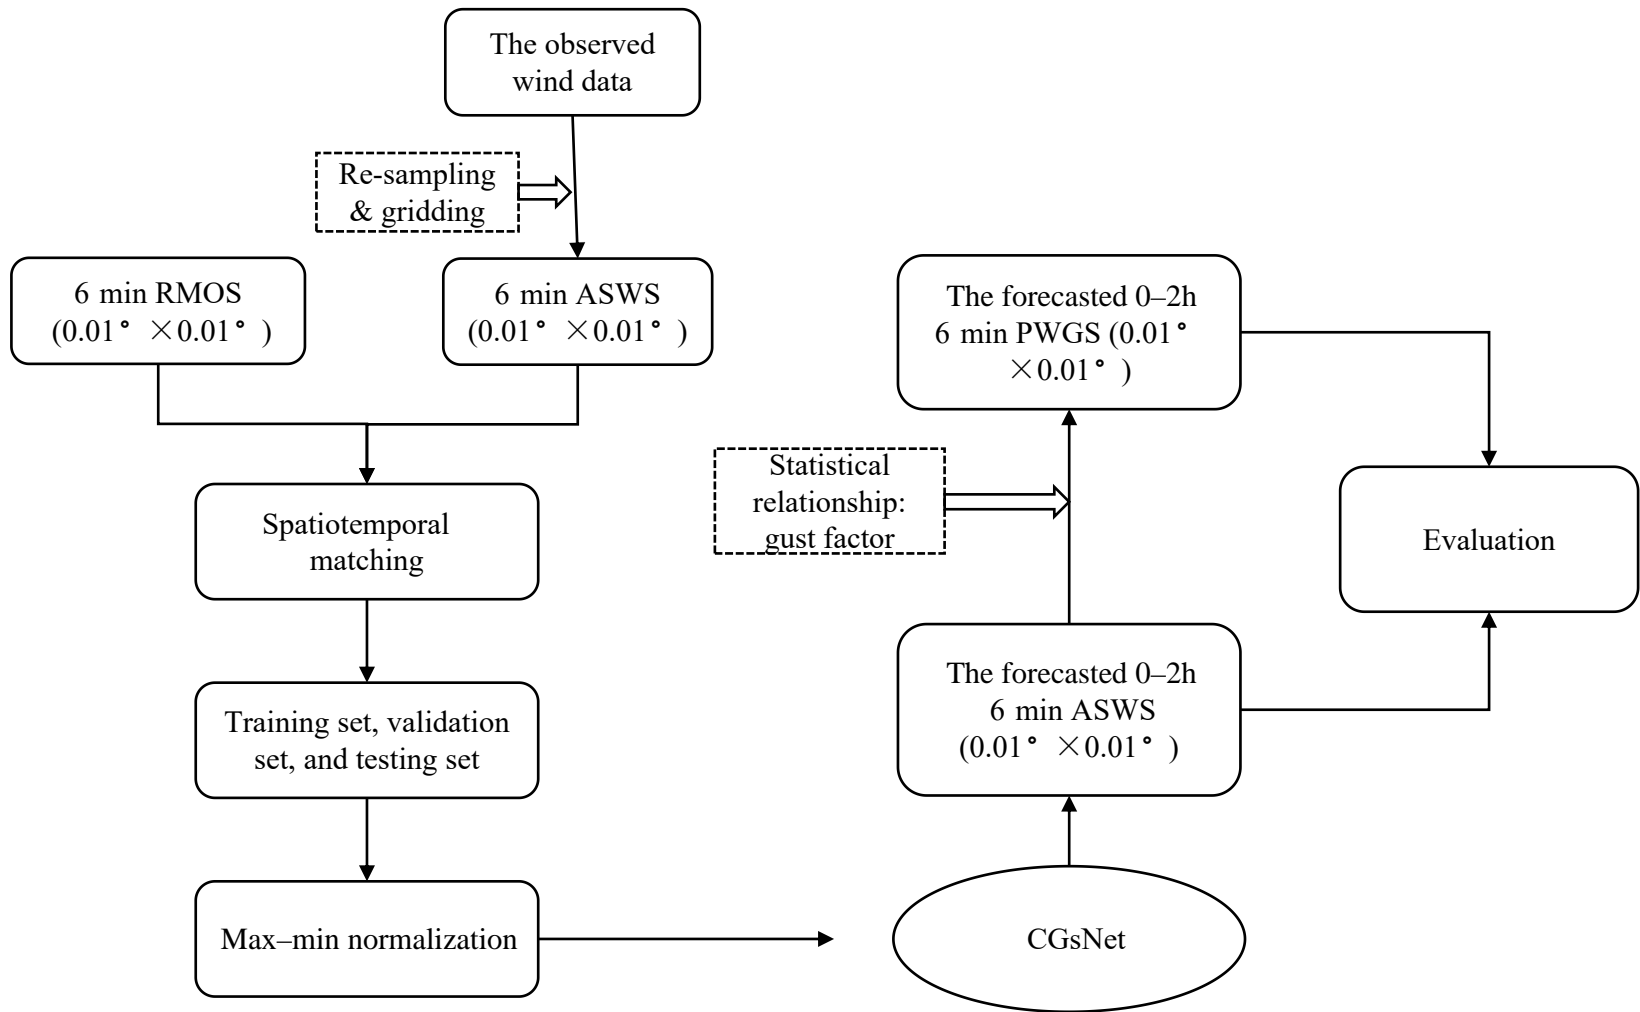 The observed
wind data
Re-sampling
& gridding
6 min RMOS
(0.01° ×0.01° )
6 min ASWS
(0.01° ×0.01° )
Spatiotemporal
matching
Training set, validation
set, and testing set
Max–min normalization
CGsNet
The forecasted 0–2h
6 min ASWS
(0.01° ×0.01° )
Statistical
relationship:
gust factor
The forecasted 0–2h
6 min PWGS (0.01°
×0.01° )
Evaluation